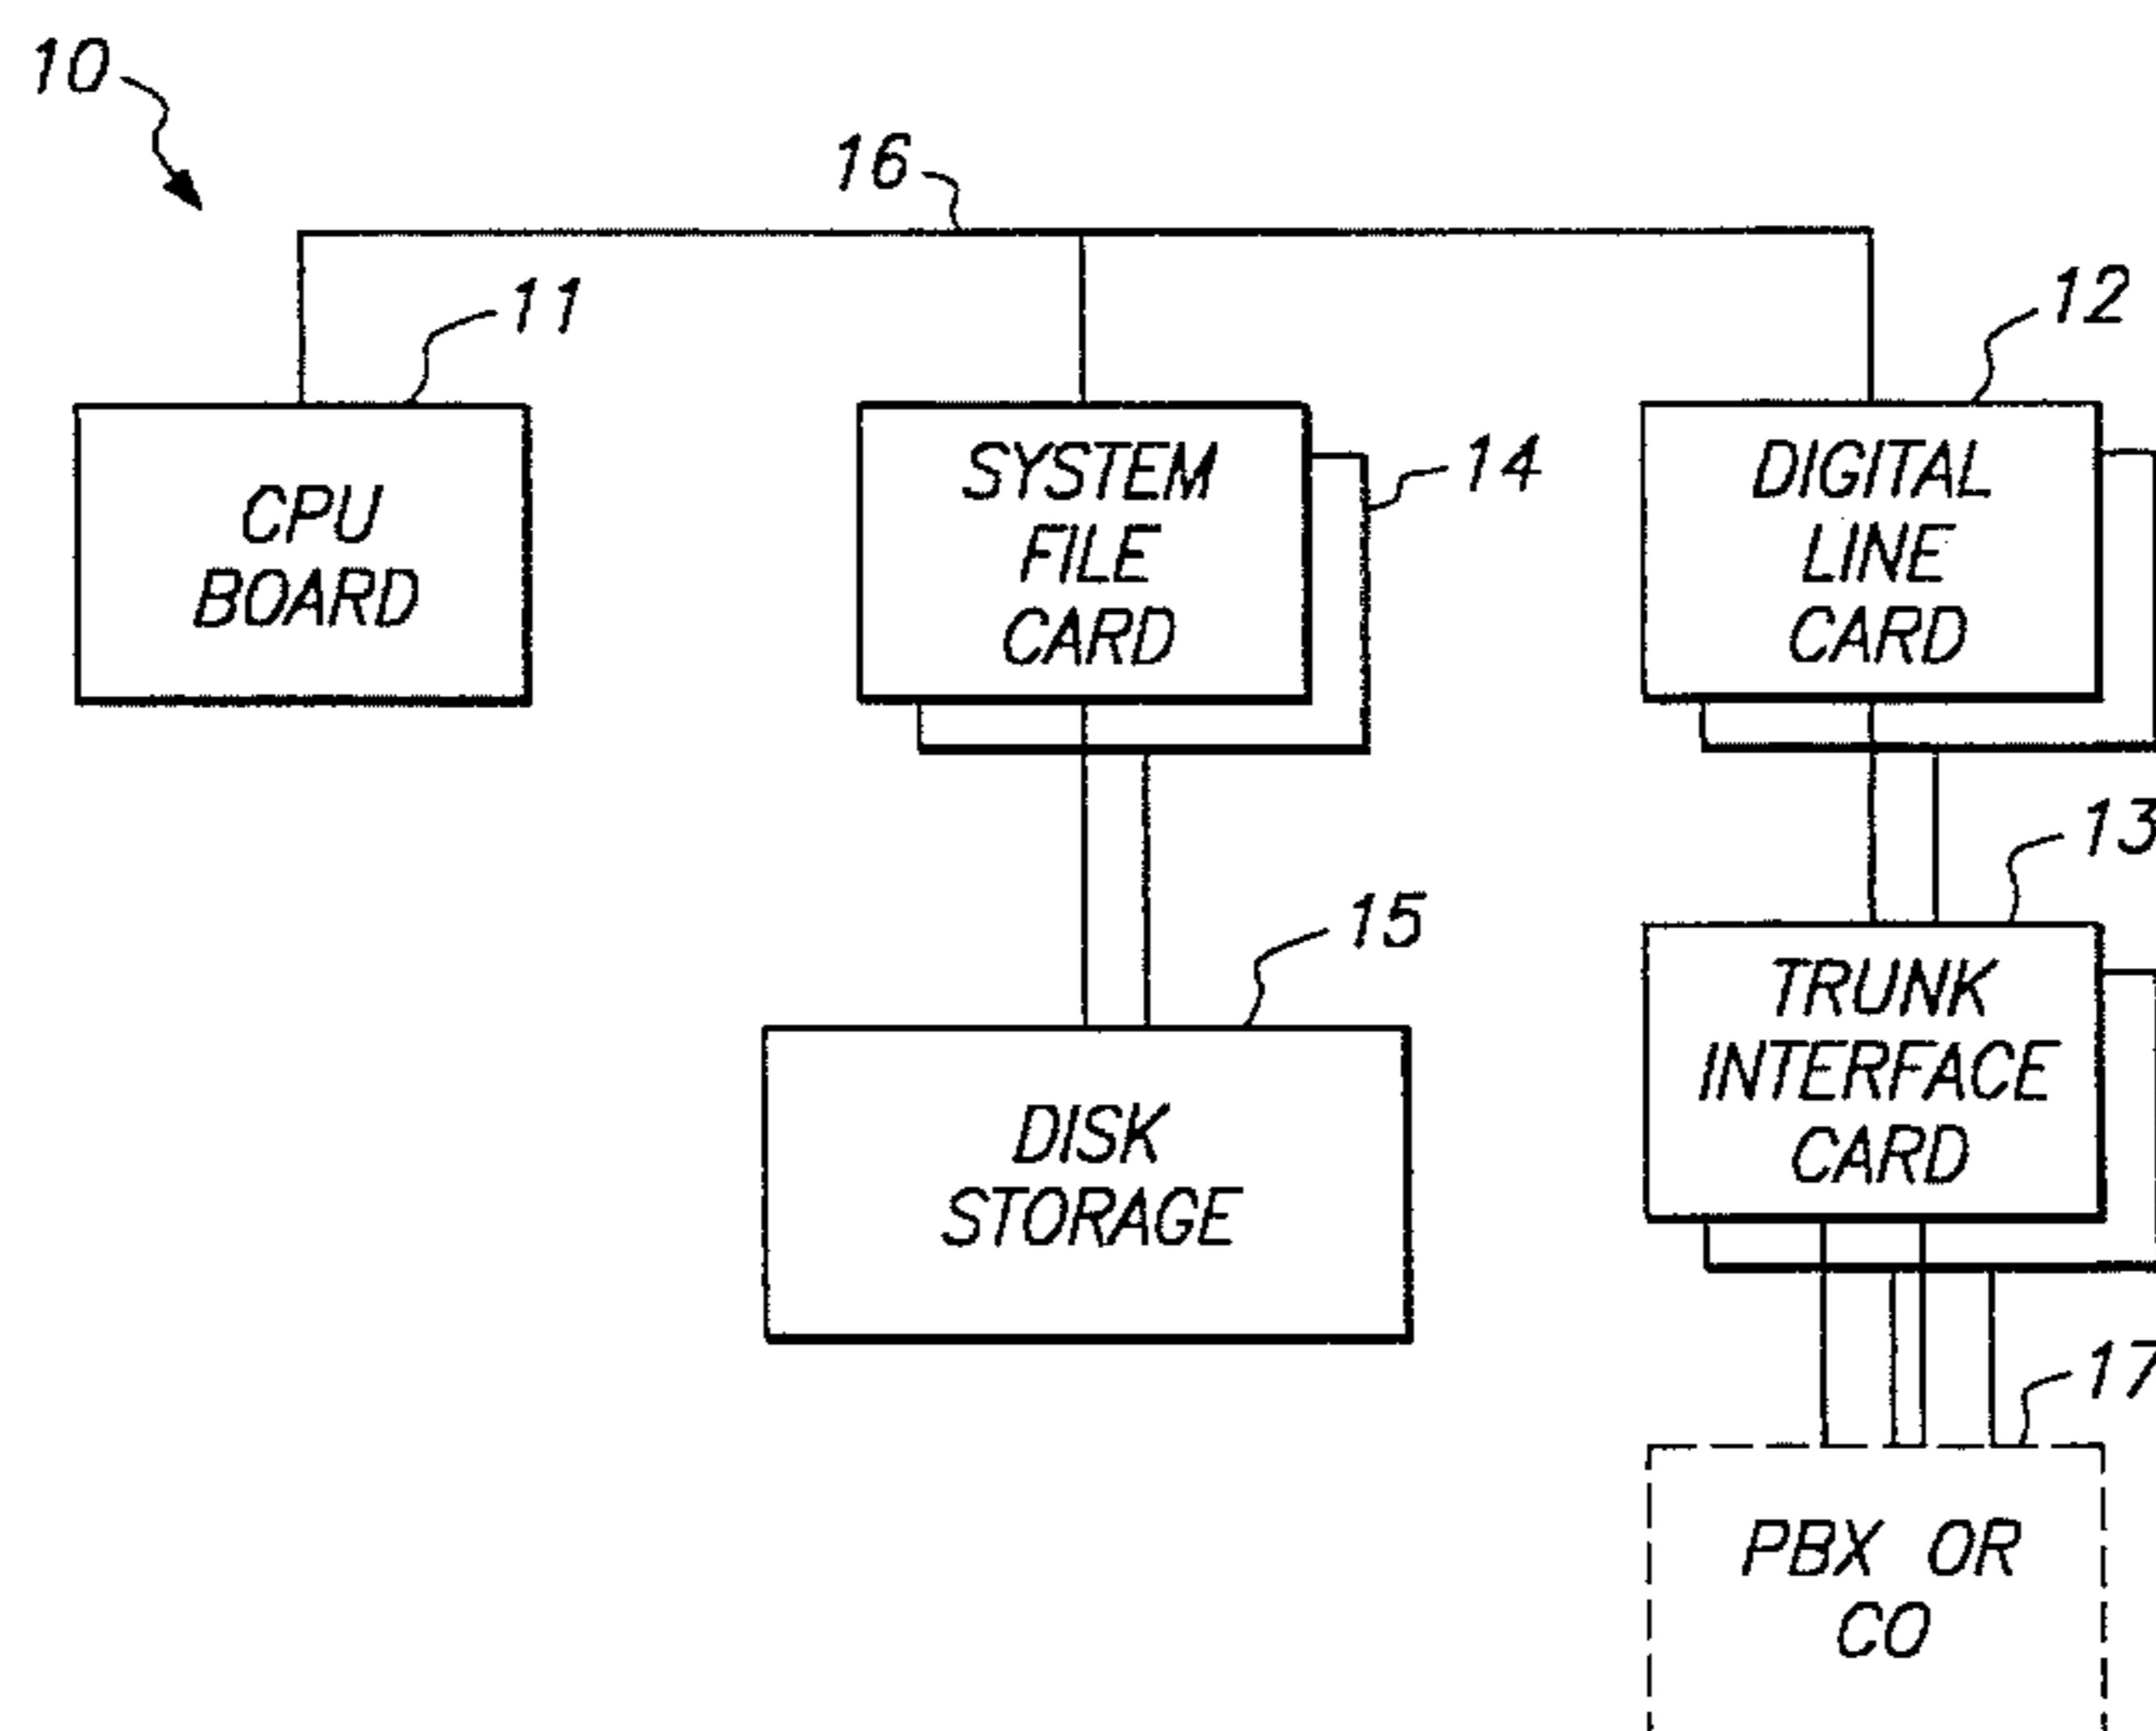 10
16
11
12
CPU
BOARD
SYSTEM
FILE
CARD
14
DIGITAL
LINE
CARD
13
15
TRUNK
INTERFACE
CARD
DISK
STORAGE
17
PBX OR
CO